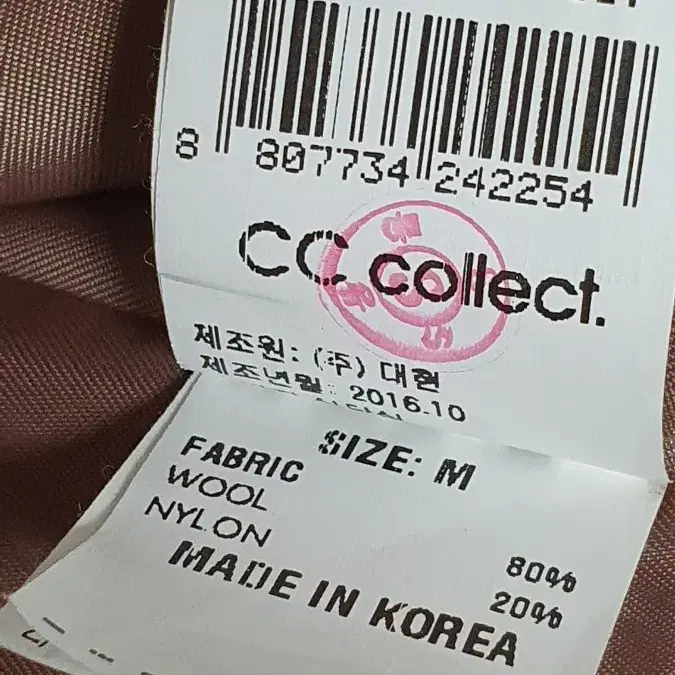 8 807734 242254
CC collect.
제조원: (주) 대현
제조년월: 2016.10
SIZE: M
FABRIC
WOOL 80%
NYLON 20%
MADE IN KOREA